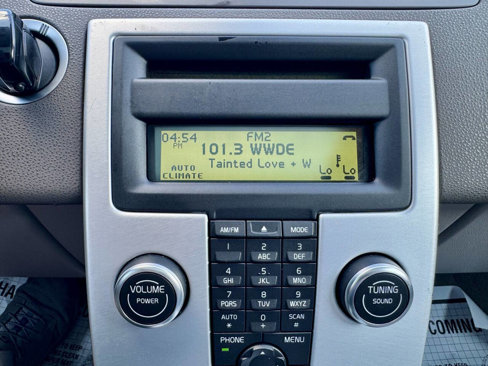 04:54 FM2
PM
101.3 WWDE
Tainted Love + W
AUTO
CLIMATE
Lo Lo
AM/FM MODE
1 2 3
ABC DEF
4 5 6
GHI JKL MNO
7 8 9
PQRS TUV WXYZ
AUTO 0 SCAN
* + #
PHONE MENU
VOLUME
POWER
TUNING
SOUND
COMING